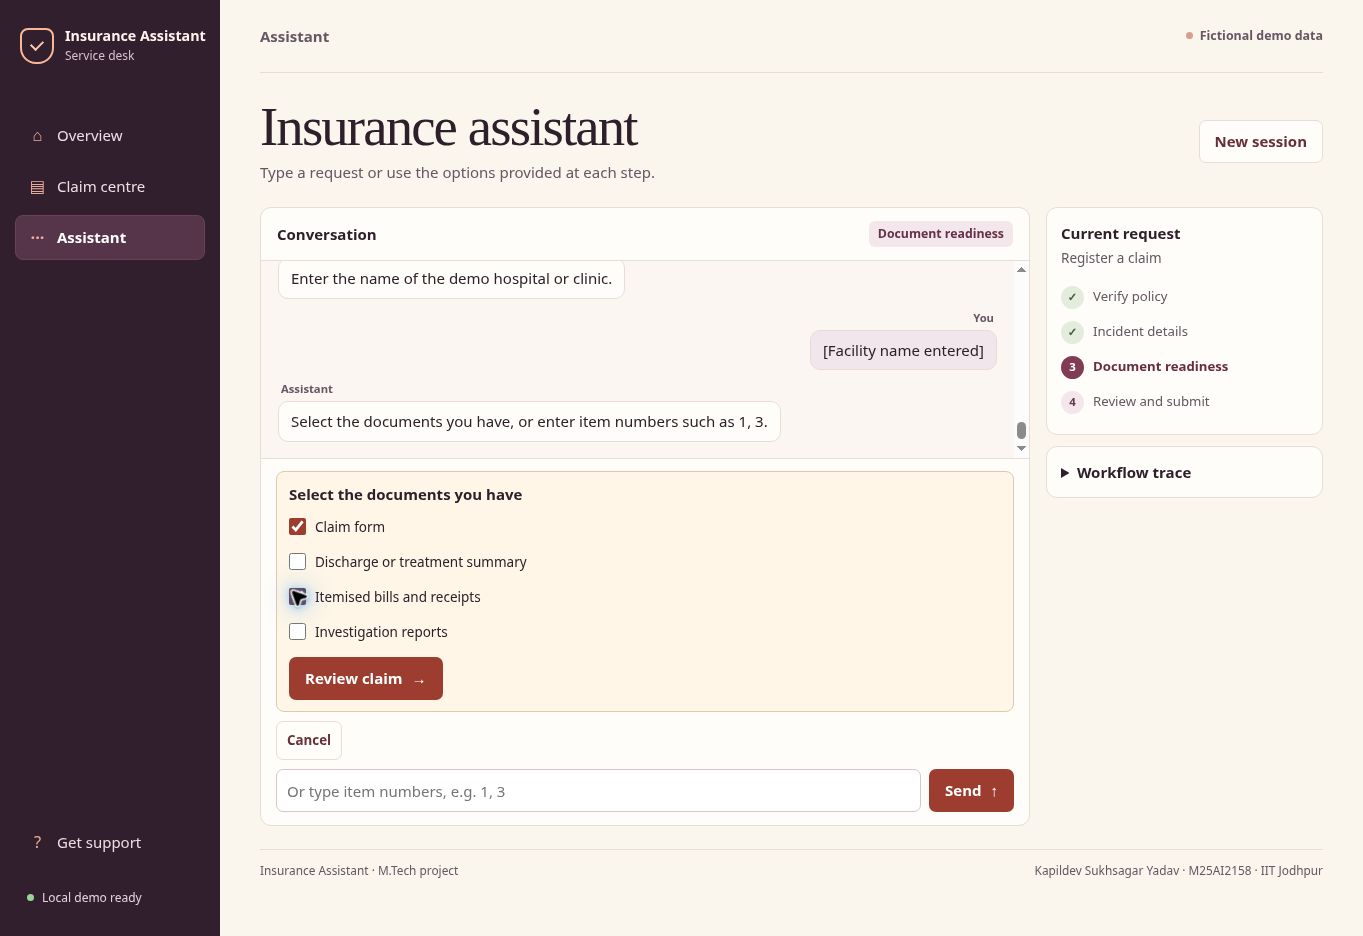 Insurance Assistant
Service desk
Overview
Claim centre
Assistant
Get support
Local demo ready
Assistant
Fictional demo data
Insurance assistant
Type a request or use the options provided at each step.
New session
Conversation
Document readiness
Enter the name of the demo hospital or clinic.
You
[Facility name entered]
Assistant
Select the documents you have, or enter item numbers such as 1, 3.
Select the documents you have
Claim form
Discharge or treatment summary
Itemised bills and receipts
Investigation reports
Review claim →
Cancel
Or type item numbers, e.g. 1, 3
Send ↑
Current request
Register a claim
✓ Verify policy
✓ Incident details
3 Document readiness
4 Review and submit
Workflow trace
Insurance Assistant · M.Tech project
Kapildev Sukhsagar Yadav · M25AI2158 · IIT Jodhpur